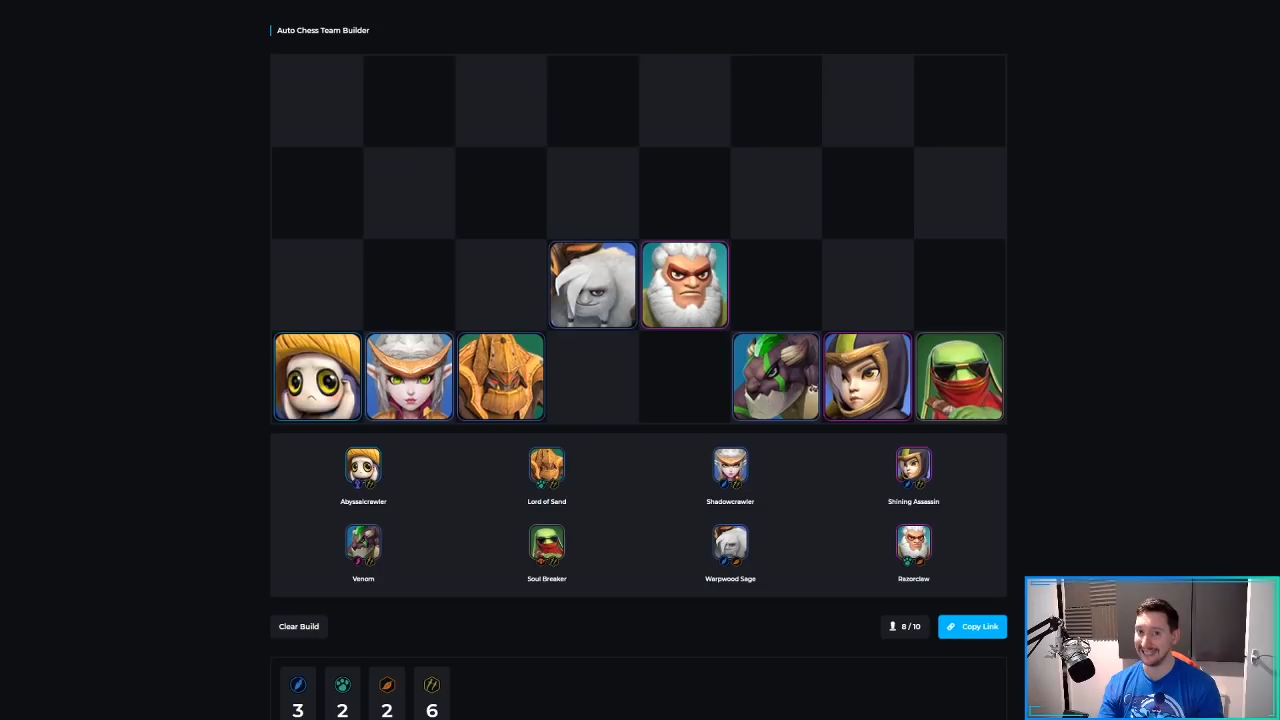 Auto Chess Team Builder
Abyssalcrawler
Lord of Sand
Shadowcrawler
Shining Assassin
Venom
Soul Breaker
Warpwood Sage
Razorclaw
Clear Build
8 / 10
Copy Link
3
2
2
6